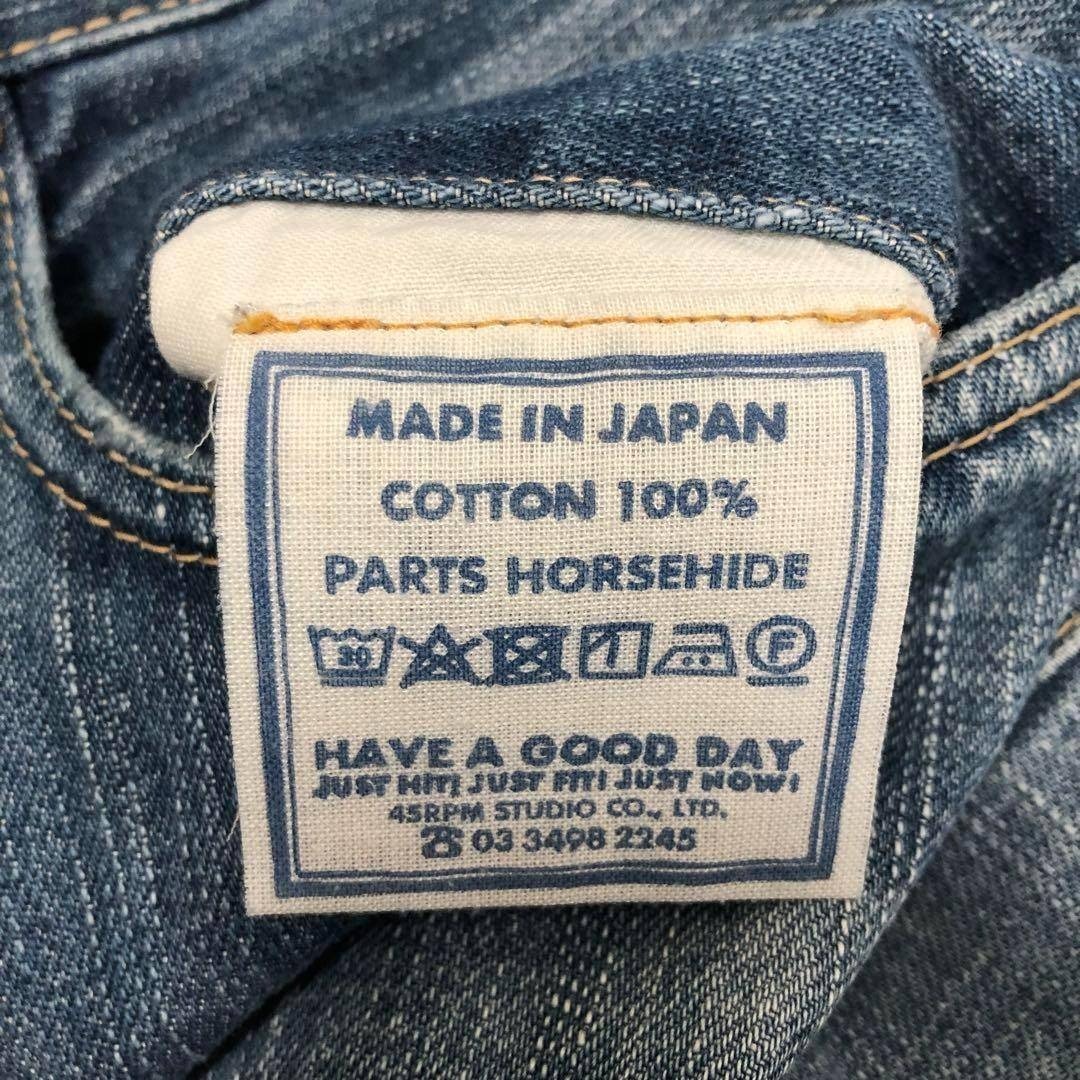 MADE IN JAPAN
COTTON 100%
PARTS HORSEHIDE
30 F
HAVE A GOOD DAY
JUST HIT! JUST FIT! JUST NOW!
45RPM STUDIO CO., LTD.
☎ 03 3498 2245